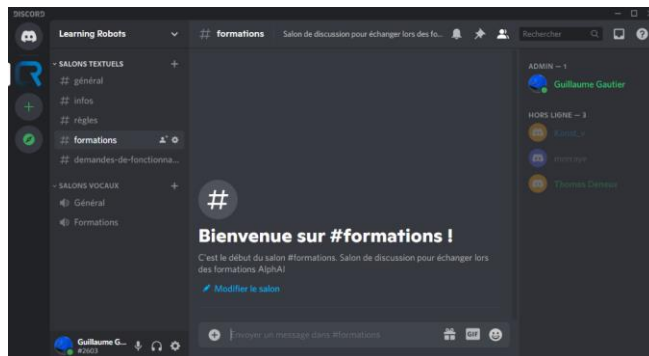 DISCORD
Learning Robots
# formations
Salon de discussion pour échanger lors des fo...
Rechercher
SALONS TEXTUELS
# général
# infos
# règles
# formations
# demandes-de-fonctionna...
SALONS VOCAUX
Général
Formations
#
Bienvenue sur #formations !
C'est le début du salon #formations. Salon de discussion pour échanger lors
des formations AlphAI
Modifier le salon
Envoyer un message dans #formations
GIF
Guillaume G...
#2603
ADMIN — 1
Guillaume Gautier
HORS LIGNE — 3
Thomas